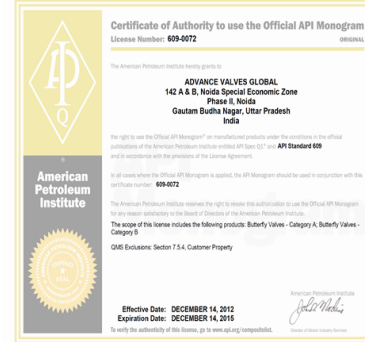 Certificate of Authority to use the Official API Monogram
License Number: 609-0072
ORIGINAL
The American Petroleum Institute hereby grants to
ADVANCE VALVES GLOBAL
142 A & B, Noida Special Economic Zone
Phase II, Noida
Gautam Budha Nagar, Uttar Pradesh
India
the right to use the Official API Monogram® on manufactured products under the conditions in the official
publications of the American Petroleum Institute entitled API Spec Q1® and API Standard 609
and in accordance with the provisions of the License Agreement.
In all cases where the Official API Monogram is applied, the API Monogram should be used in conjunction with this
certificate number: 609-0072
The American Petroleum Institute reserves the right to revoke this authorization to use the Official API Monogram
for any reason satisfactory to the Board of Directors of the American Petroleum Institute.
The scope of this license includes the following products: Butterfly Valves - Category A; Butterfly Valves -
Category B
QMS Exclusions: Section 7.5.4, Customer Property
American Petroleum Institute
Effective Date: DECEMBER 14, 2012
Expiration Date: DECEMBER 14, 2015
To verify the authenticity of this license, go to www.api.org/compositelist.
Director of Global Industry Services
API
Q
®
American
Petroleum
Institute